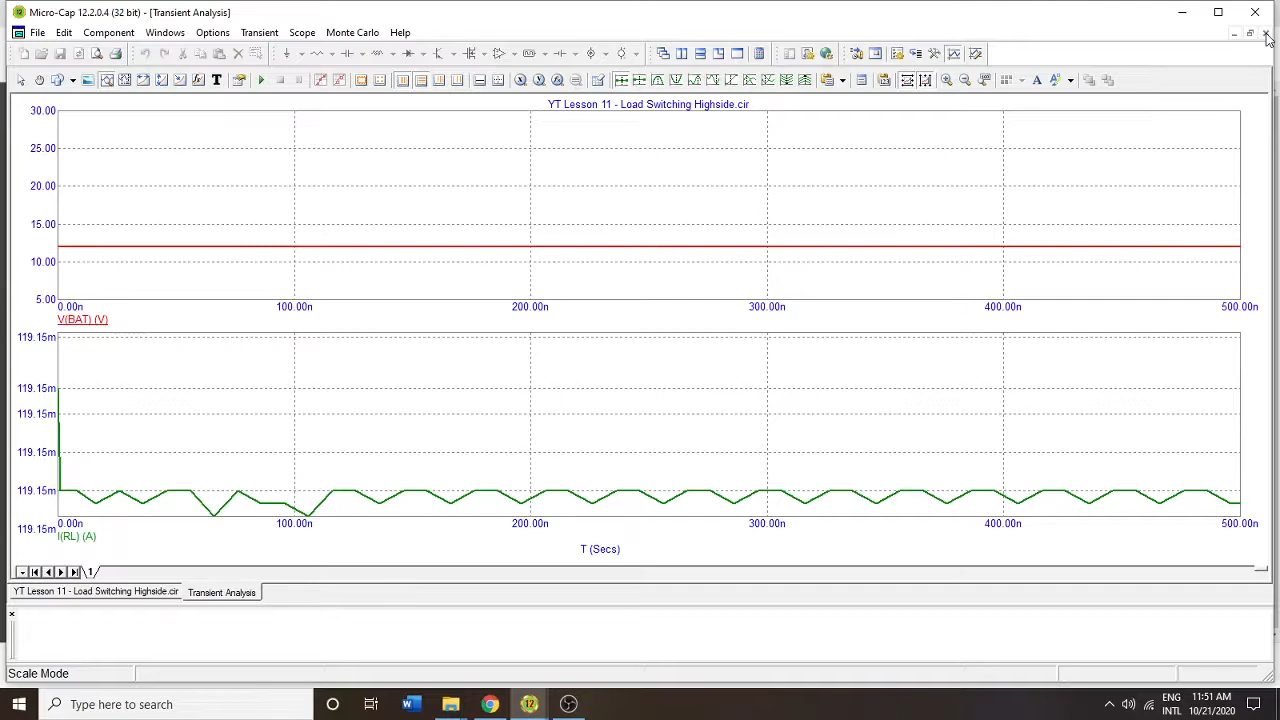 Micro-Cap 12.2.0.4 (32 bit) - [Transient Analysis]
File Edit Component Windows Options Transient Scope Monte Carlo Help
YT Lesson 11 - Load Switching Highside.cir
30.00
25.00
20.00
15.00
10.00
5.00
0.00n 100.00n 200.00n 300.00n 400.00n 500.00n
V(BAT) (V)
119.15m
119.15m
119.15m
119.15m
119.15m
119.15m
0.00n 100.00n 200.00n 300.00n 400.00n 500.00n
I(RL) (A)
T (Secs)
1
YT Lesson 11 - Load Switching Highside.cir Transient Analysis
Scale Mode
Type here to search
ENG
INTL
11:51 AM
10/21/2020